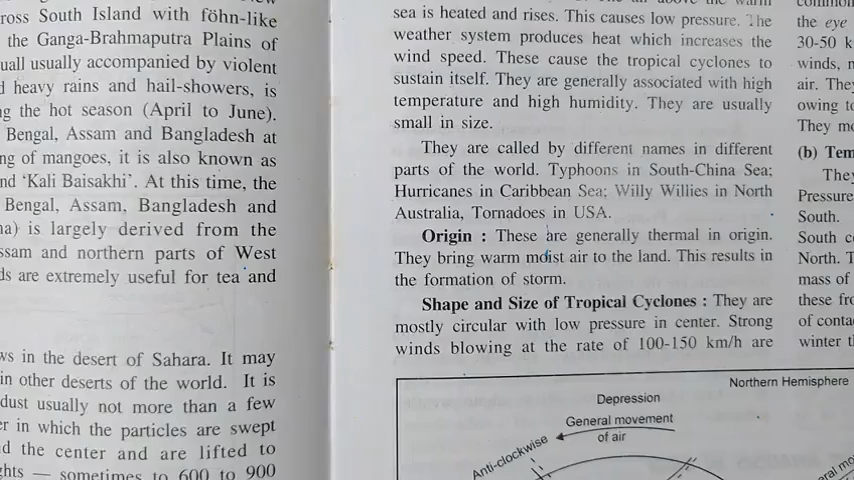 ross South Island with föhn-like
the Ganga-Brahmaputra Plains of
uall usually accompanied by violent
heavy rains and hail-showers, is
the hot season (April to June).
Bengal, Assam and Bangladesh at
ng of mangoes, it is also known as
nd 'Kali Baisakhi'. At this time, the
Bengal, Assam, Bangladesh and
na) is largely derived from the
ssam and northern parts of West
ds are extremely useful for tea and
ws in the desert of Sahara. It may
in other deserts of the world. It is
dust usually not more than a few
er in which the particles are swept
d the center and are lifted to
ghts — sometimes to 600 to 900
sea is heated and rises. This causes low pressure. The
weather system produces heat which increases the
wind speed. These cause the tropical cyclones to
sustain itself. They are generally associated with high
temperature and high humidity. They are usually
small in size.
They are called by different names in different
parts of the world. Typhoons in South-China Sea;
Hurricanes in Caribbean Sea; Willy Willies in North
Australia, Tornadoes in USA.
Origin : These are generally thermal in origin.
They bring warm moist air to the land. This results in
the formation of storm.
Shape and Size of Tropical Cyclones : They are
mostly circular with low pressure in center. Strong
winds blowing at the rate of 100-150 km/h are
Northern Hemisphere
Depression
General movement
of air
Anti-clockwise
the eye
30-50 k
winds, n
air. They
owing to
They mo
(b) Tem
They
Pressure
South.
South co
North. T
mass of
these fro
of conta
winter th